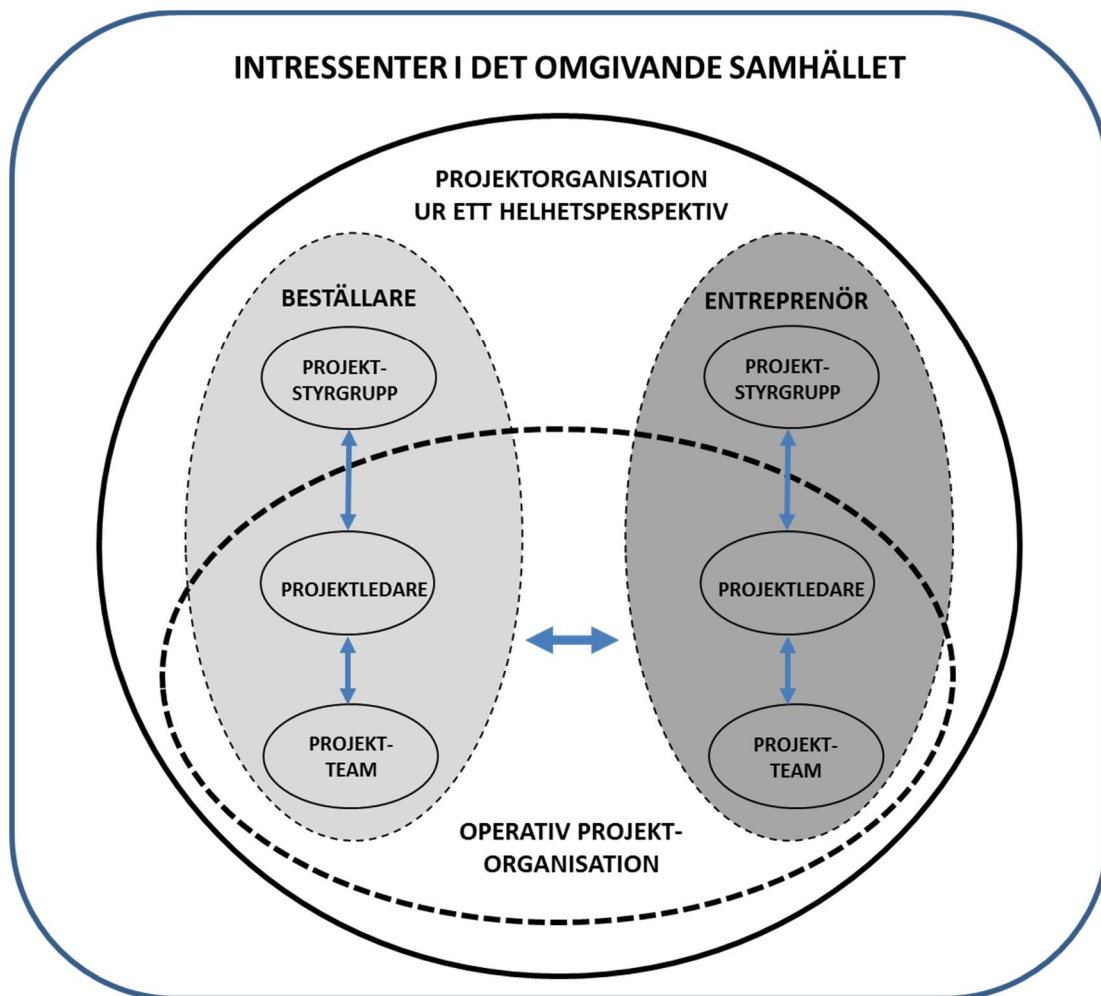 INTRESSENTER I DET OMGIVANDE SAMHÄLLET
PROJEKTORGANISATION
UR ETT HELHETSPERSPEKTIV
BESTÄLLARE
PROJEKT-
STYRGRUPP
PROJEKTLEDARE
PROJEKT-
TEAM
ENTREPRENÖR
PROJEKT-
STYRGRUPP
PROJEKTLEDARE
PROJEKT-
TEAM
OPERATIV PROJEKT-
ORGANISATION